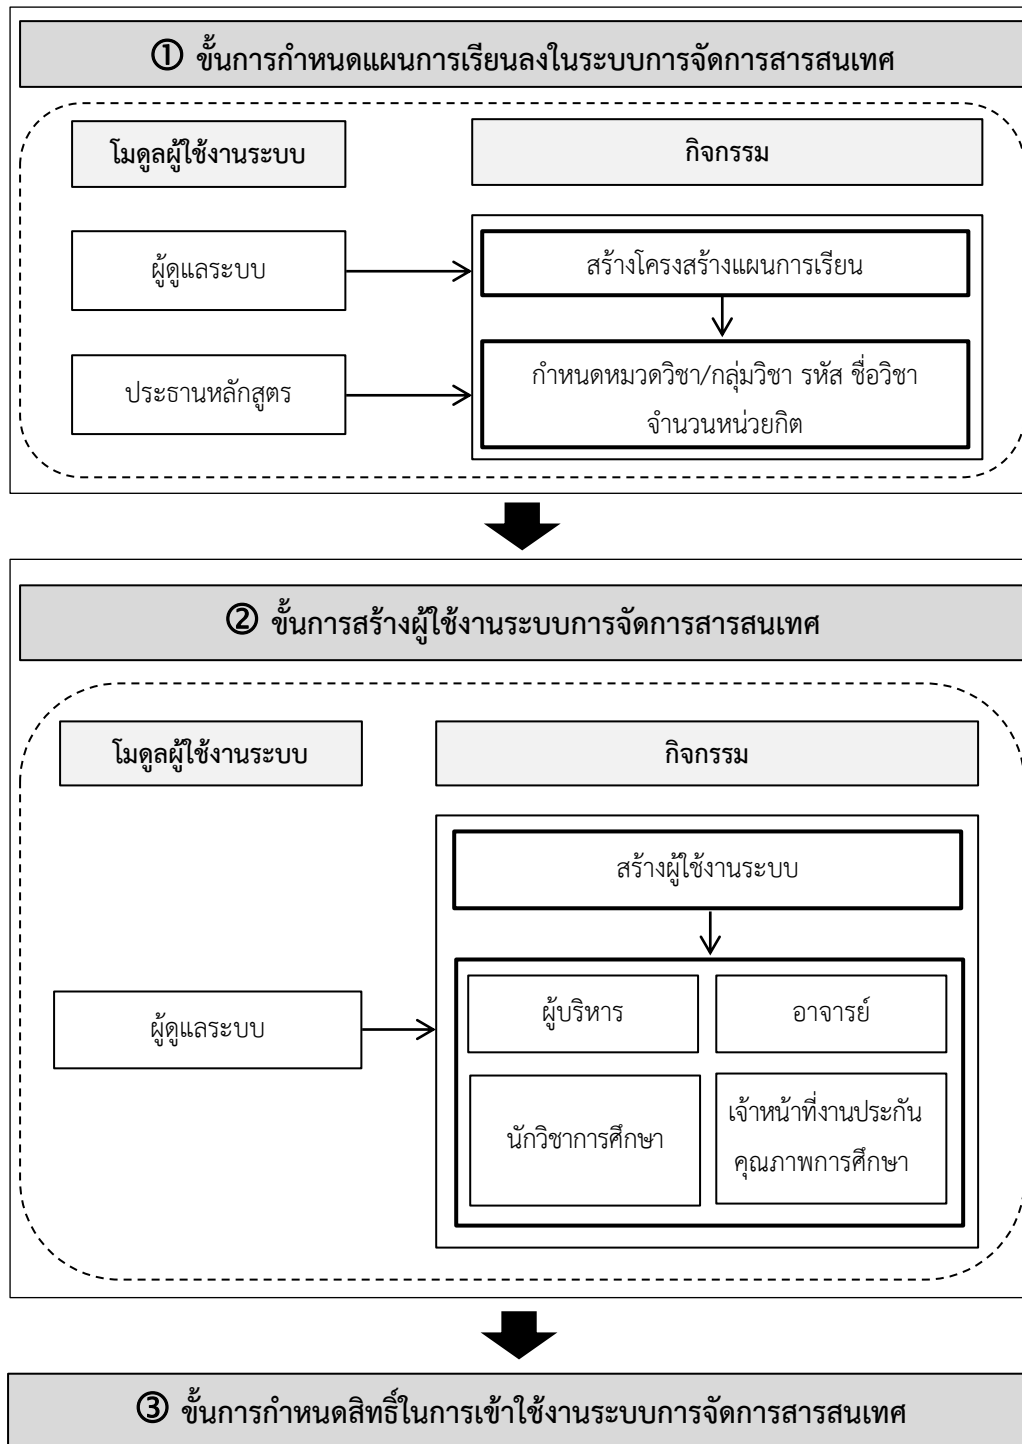 ① ขั้นการกำหนดแผนการเรียนลงในระบบการจัดการสารสนเทศ
โมดูลผู้ใช้งานระบบ
กิจกรรม
ผู้ดูแลระบบ
สร้างโครงสร้างแผนการเรียน
ประธานหลักสูตร
กำหนดหมวดวิชา/กลุ่มวิชา รหัส ชื่อวิชา
จำนวนหน่วยกิต
② ขั้นการสร้างผู้ใช้งานระบบการจัดการสารสนเทศ
โมดูลผู้ใช้งานระบบ
กิจกรรม
สร้างผู้ใช้งานระบบ
ผู้ดูแลระบบ
ผู้บริหาร
อาจารย์
นักวิชาการศึกษา
เจ้าหน้าที่งานประกัน
คุณภาพการศึกษา
③ ขั้นการกำหนดสิทธิ์ในการเข้าใช้งานระบบการจัดการสารสนเทศ